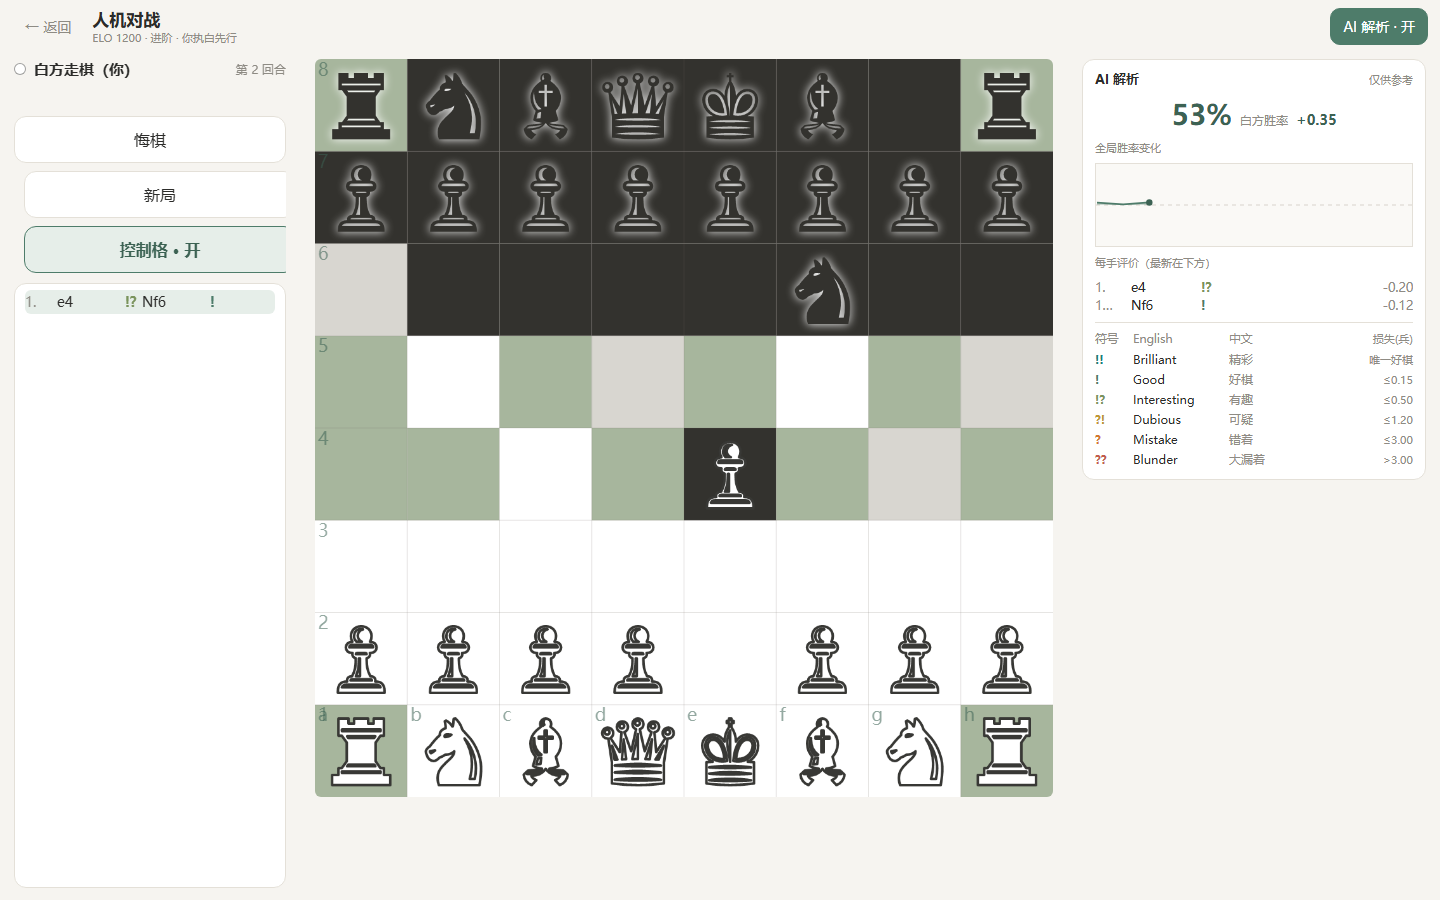 ← 返回
人机对战
ELO 1200 · 进阶 · 你执白先行
AI 解析 · 开
白方走棋（你）
第 2 回合
悔棋
新局
控制格 • 开
1. e4 !? Nf6 !
8
7
6
5
4
3
2
1
a b c d e f g h
AI 解析
仅供参考
53% 白方胜率 +0.35
全局胜率变化
每手评价（最新在下方）
1. e4 !? -0.20
1… Nf6 ! -0.12
符号 English 中文 损失(兵)
!! Brilliant 精彩 唯一好棋
! Good 好棋 ≤0.15
!? Interesting 有趣 ≤0.50
?! Dubious 可疑 ≤1.20
? Mistake 错着 ≤3.00
?? Blunder 大漏着 >3.00